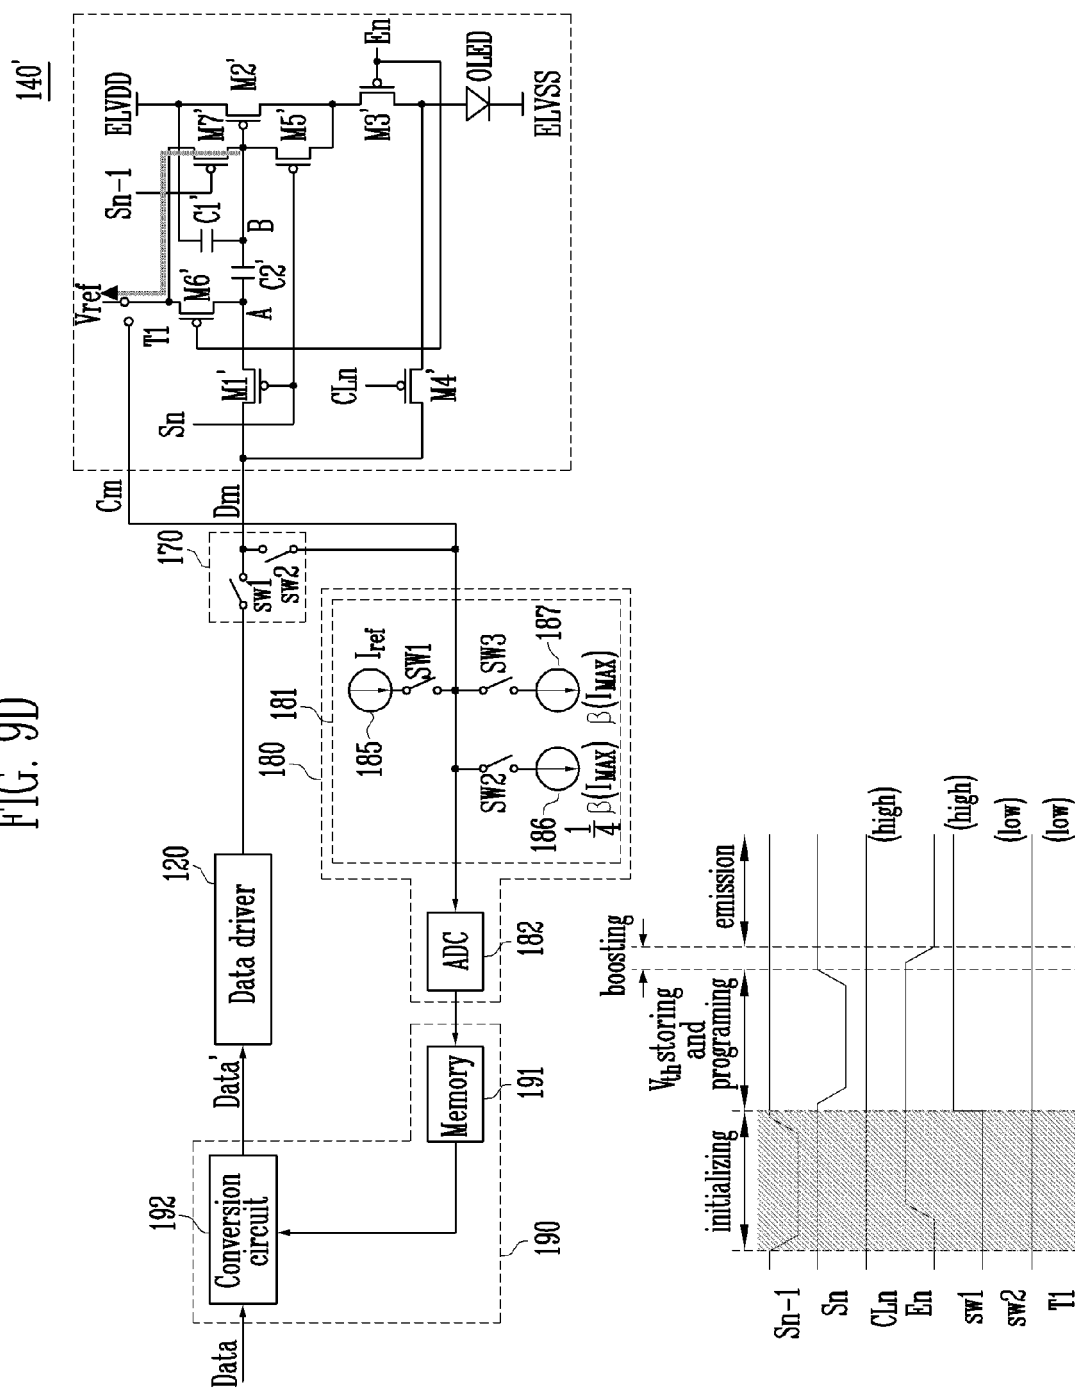 FIG. 9D
140'
ELVDD
M2'
M7'
Sn-1
C1'
B
M5'
En
M3'
OLED
ELVSS
Vref
T1
M6'
C2'
A
M1'
Sn
CLn
M4'
Cm
Dm
170
sw1
sw2
120
Data driver
Data'
192
Conversion
circuit
Data
190
Memory
191
ADC
182
180
181
Iref
185
SW1
SW3
187
β(IMAX)
SW2
186
1/4 β(IMAX)
initializing
Vth storing
and
programing
boosting
emission
Sn-1
Sn
CLn
(high)
En
sw1
(high)
sw2
(low)
T1
(low)